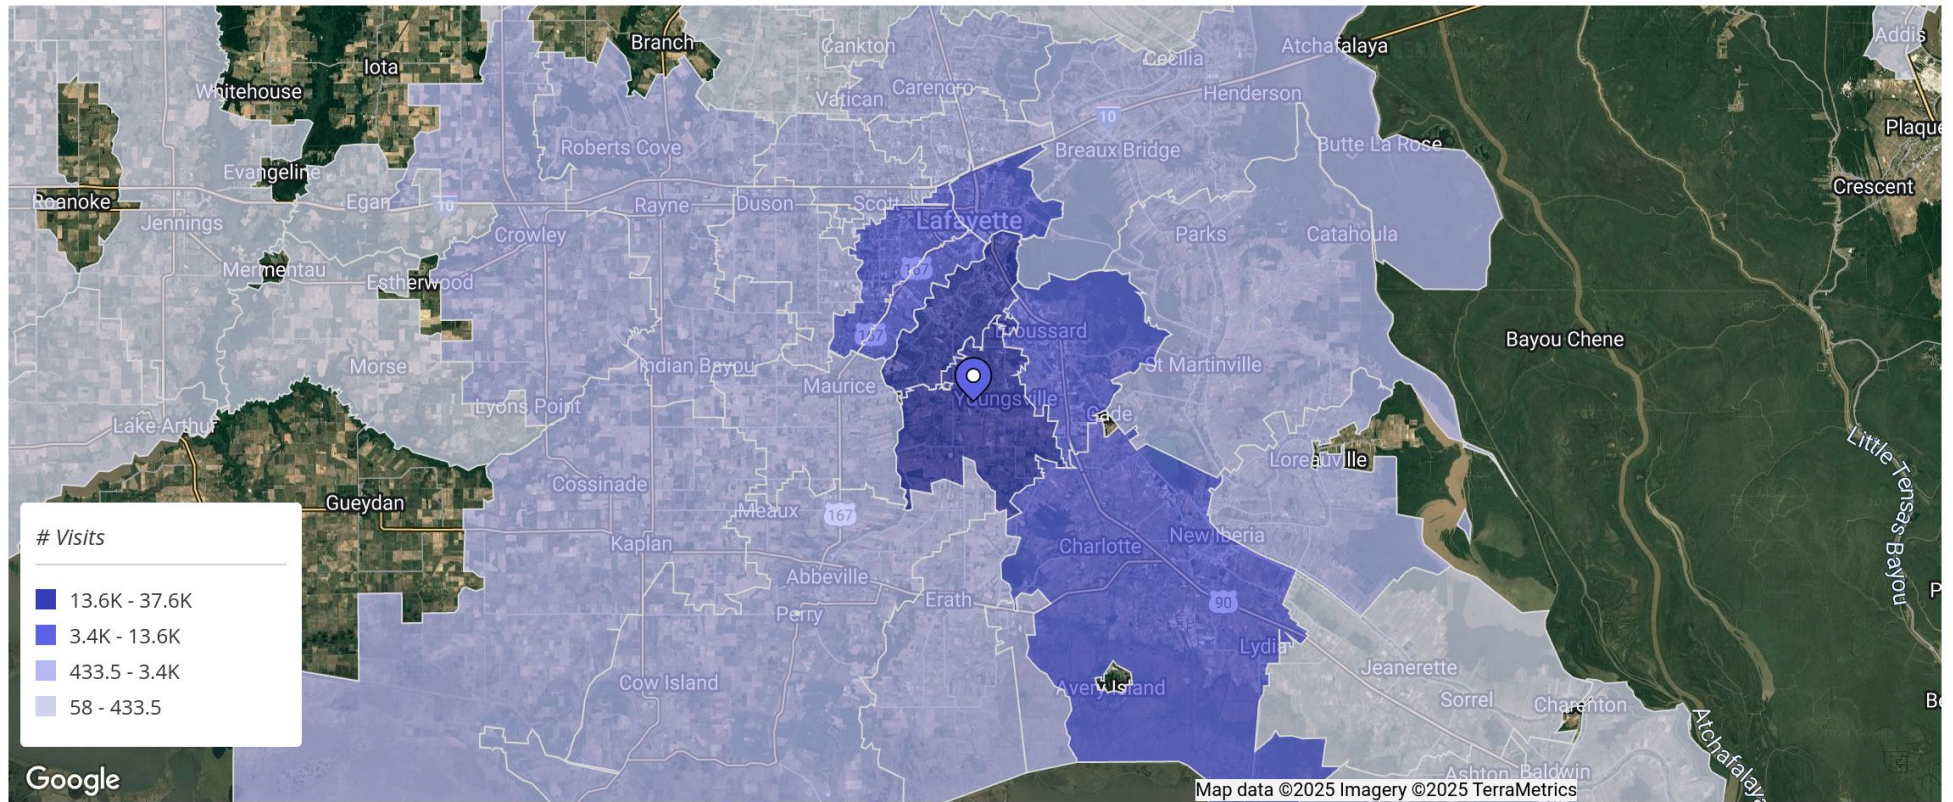 Branch
Cankton
Atchafalaya
Addis
Iota
Cecilia
Whitehouse
Carencro
Vatican
Henderson
10
Plaque
Roberts Cove
Breaux Bridge
Butte La Rose
Evangeline
Crescent
Roanoke
Egan
10
Rayne
Duson
Scott
Jennings
Crowley
Lafayette
Parks
Catahoula
Mermentau
Estherwood
167
Broussard
167
Bayou Chene
Morse
Indian Bayou
Maurice
St Martinville
Youngsville
Lyons Point
Cade
Lake Arthur
Loreauville
Little Tensas Bayou
Cossinade
Gueydan
Meaux
167
# Visits
13.6K - 37.6K
3.4K - 13.6K
433.5 - 3.4K
58 - 433.5
New Iberia
Kaplan
Charlotte
Abbeville
P
Erath
90
Perry
Lydia
Jeanerette
Cow Island
Avery Island
Sorrel
Charenton
Be
Atchafalaya
Ashton
Baldwin
Google
Map data ©2025 Imagery ©2025 TerraMetrics